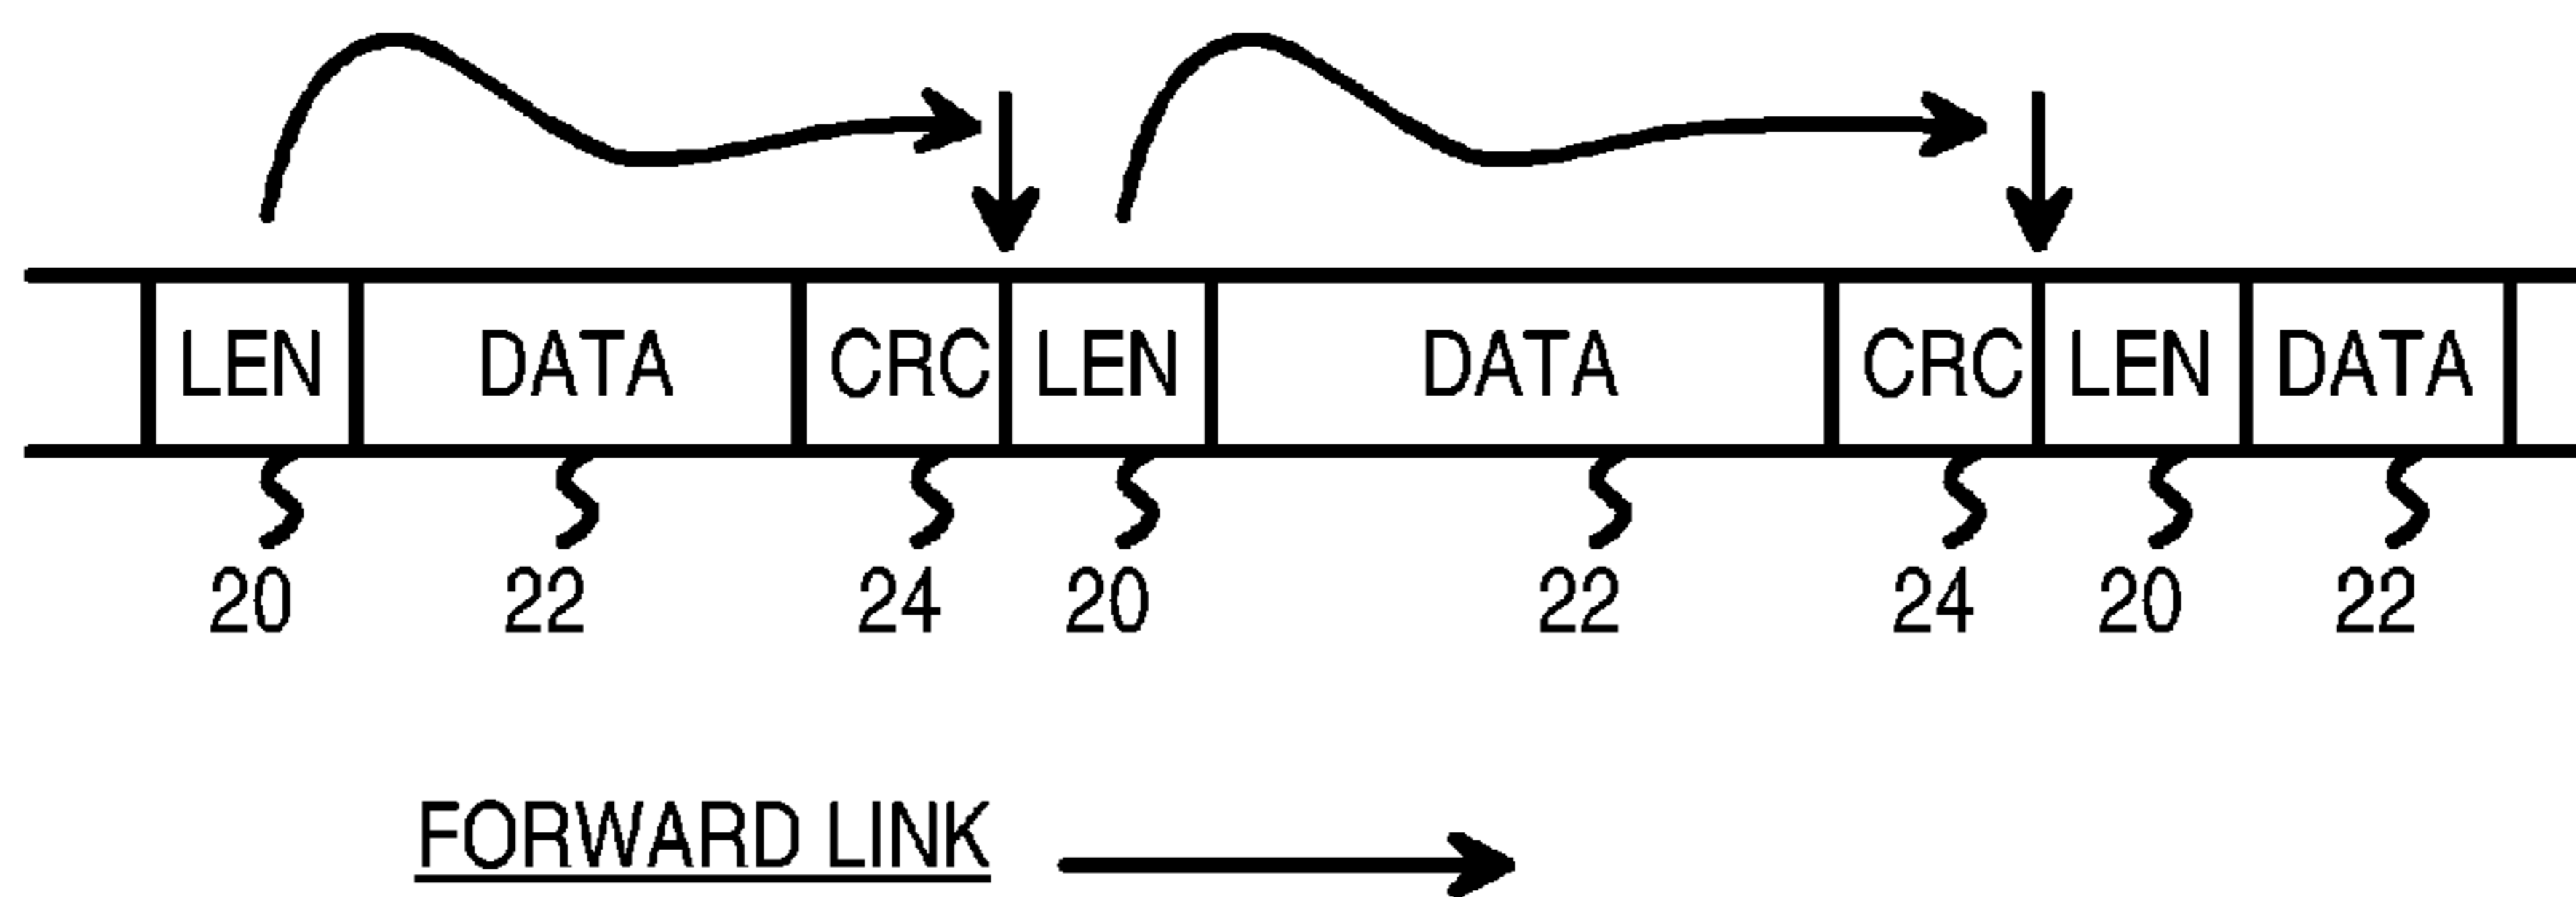 LEN DATA CRC LEN DATA CRC LEN DATA
20 22 24 20 22 24 20 22
FORWARD LINK